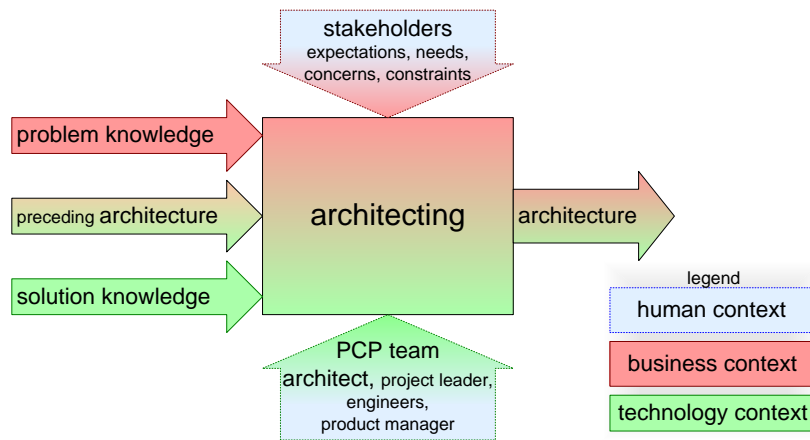 stakeholders
expectations, needs,
concerns, constraints
problem knowledge
preceding architecture
solution knowledge
architecting
architecture
PCP team
architect, project leader,
engineers,
product manager
legend
human context
business context
technology context